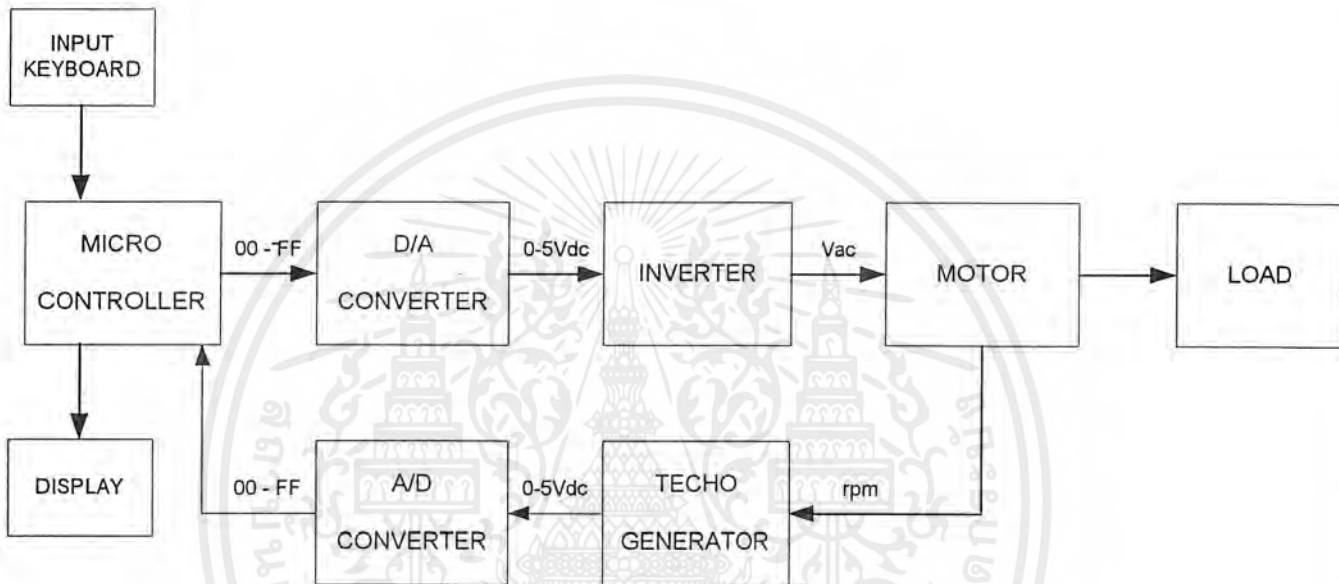 INPUT
KEYBOARD
MICRO
CONTROLLER
00 - FF
D/A
CONVERTER
0-5Vdc
INVERTER
Vac
MOTOR
LOAD
DISPLAY
00 - FF
A/D
CONVERTER
0-5Vdc
TECHO
GENERATOR
rpm